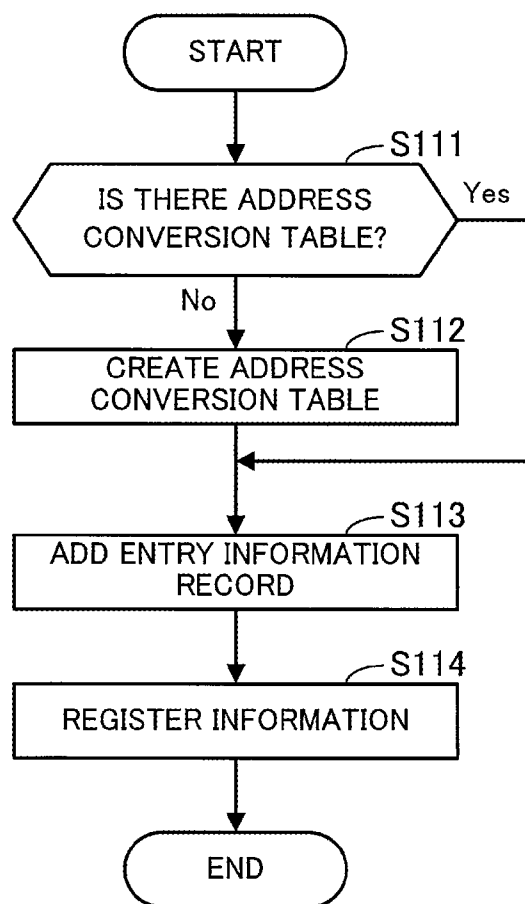 START
S111
IS THERE ADDRESS
CONVERSION TABLE?
Yes
No
S112
CREATE ADDRESS
CONVERSION TABLE
S113
ADD ENTRY INFORMATION
RECORD
S114
REGISTER INFORMATION
END